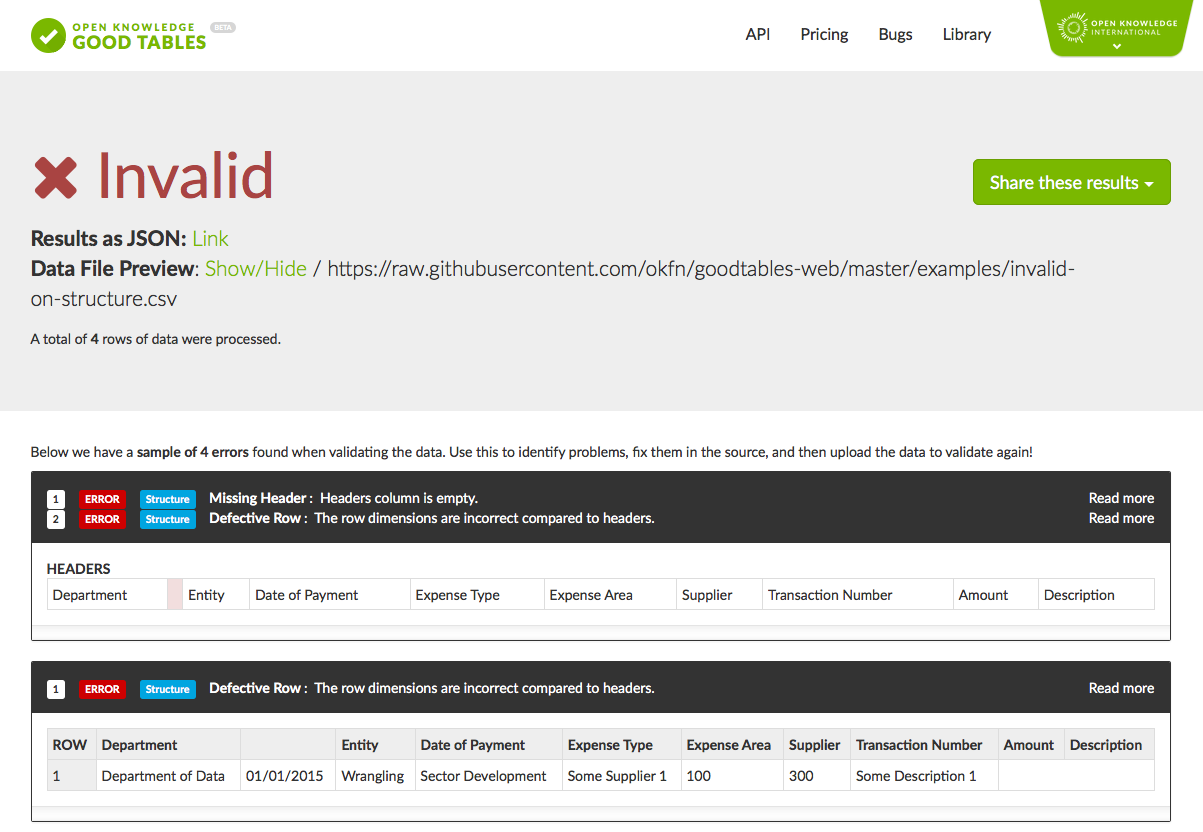 OPEN KNOWLEDGE BETA
GOOD TABLES
API Pricing Bugs Library
OPEN KNOWLEDGE
INTERNATIONAL
Invalid
Share these results
Results as JSON: Link
Data File Preview: Show/Hide / https://raw.githubusercontent.com/okfn/goodtables-web/master/examples/invalid-
on-structure.csv
A total of 4 rows of data were processed.
Below we have a sample of 4 errors found when validating the data. Use this to identify problems, fix them in the source, and then upload the data to validate again!
1 ERROR Structure Missing Header : Headers column is empty. Read more
2 ERROR Structure Defective Row : The row dimensions are incorrect compared to headers. Read more
HEADERS
Department Entity Date of Payment Expense Type Expense Area Supplier Transaction Number Amount Description
1 ERROR Structure Defective Row : The row dimensions are incorrect compared to headers. Read more
ROW Department Entity Date of Payment Expense Type Expense Area Supplier Transaction Number Amount Description
1 Department of Data 01/01/2015 Wrangling Sector Development Some Supplier 1 100 300 Some Description 1